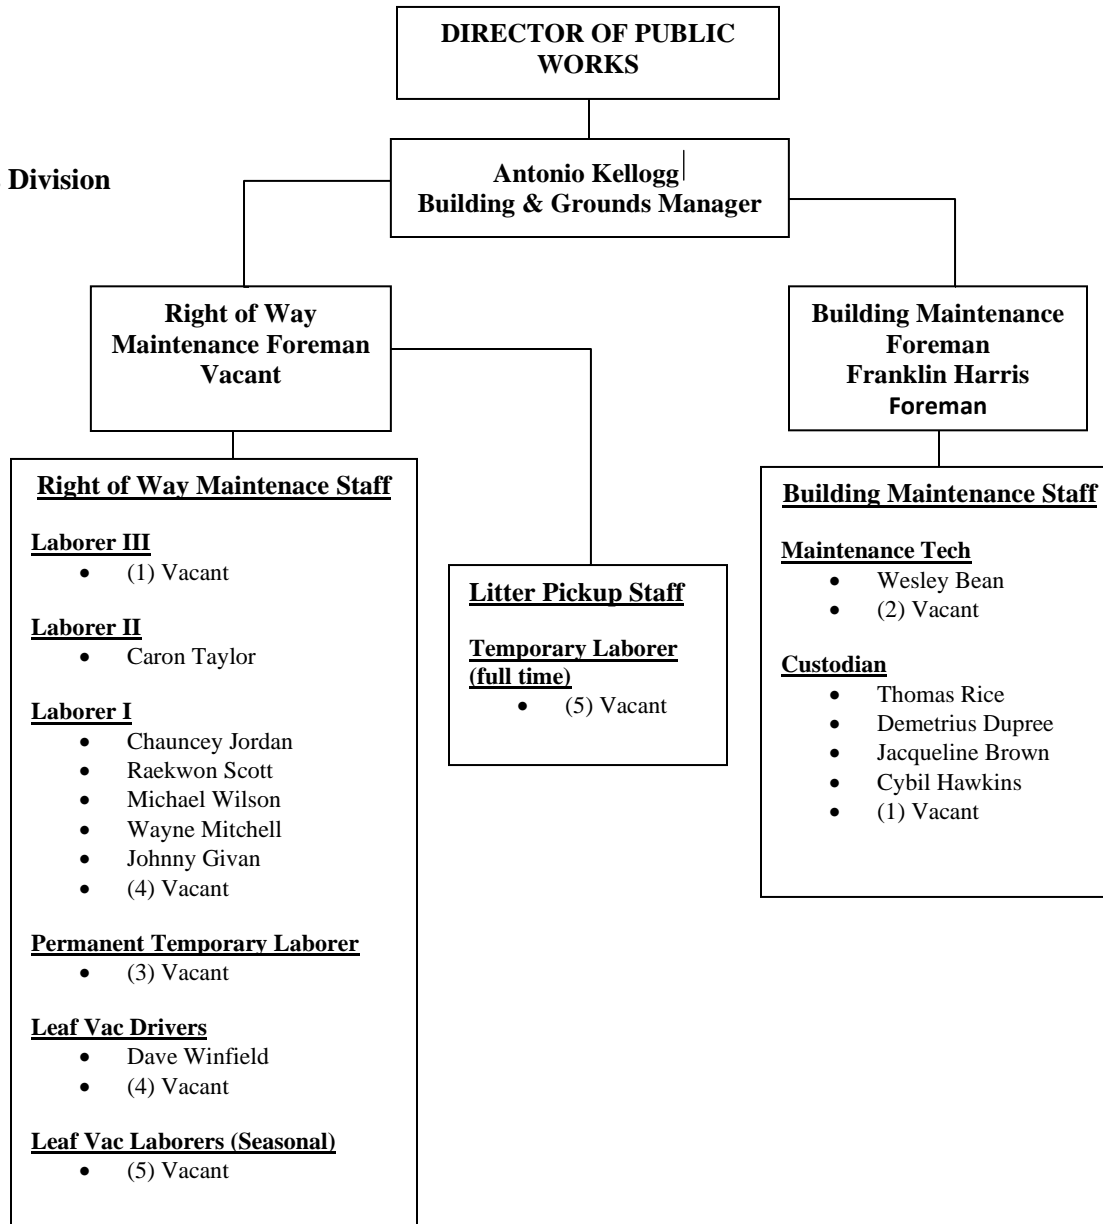 DIRECTOR OF PUBLIC
WORKS
Division
Antonio Kellogg
Building & Grounds Manager
Right of Way
Maintenance Foreman
Vacant
Building Maintenance
Foreman
Franklin Harris
Foreman
Right of Way Maintenace Staff
Laborer III
• (1) Vacant
Laborer II
• Caron Taylor
Laborer I
• Chauncey Jordan
• Raekwon Scott
• Michael Wilson
• Wayne Mitchell
• Johnny Givan
• (4) Vacant
Permanent Temporary Laborer
• (3) Vacant
Leaf Vac Drivers
• Dave Winfield
• (4) Vacant
Leaf Vac Laborers (Seasonal)
• (5) Vacant
Litter Pickup Staff
Temporary Laborer
(full time)
• (5) Vacant
Building Maintenance Staff
Maintenance Tech
• Wesley Bean
• (2) Vacant
Custodian
• Thomas Rice
• Demetrius Dupree
• Jacqueline Brown
• Cybil Hawkins
• (1) Vacant